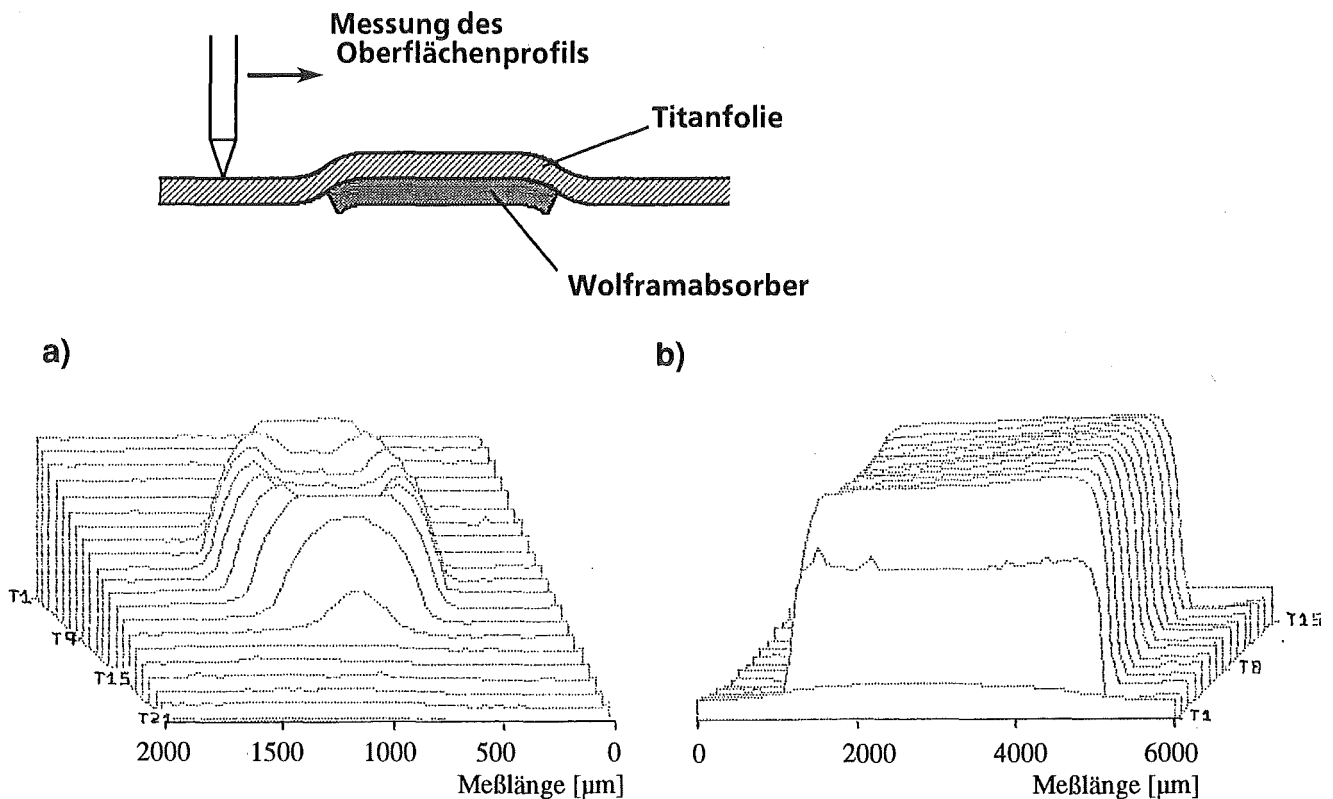 Messung des
Oberflächenprofils
Titanfolie
Wolframabsorber
a)
b)
T1
T9
T15
T21
2000 1500 1000 500 0
Meßlänge [µm]
T15
T8
T1
0 2000 4000 6000
Meßlänge [µm]